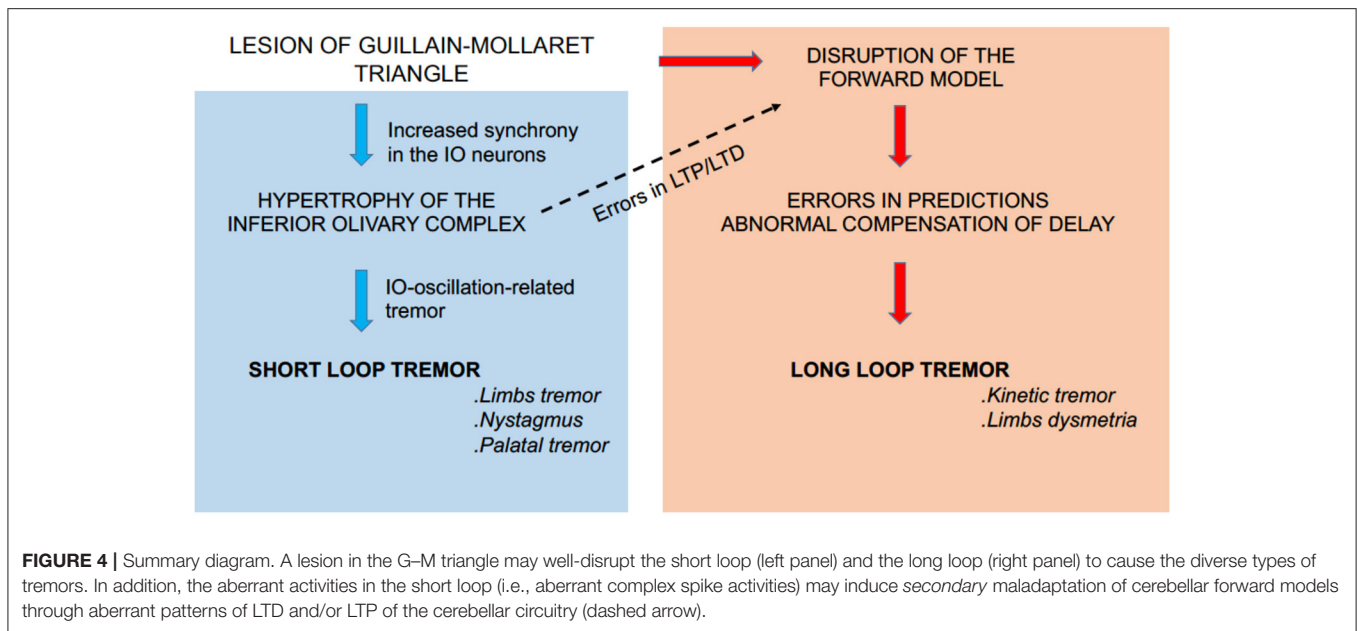 LESION OF GUILLAIN-MOLLARET
TRIANGLE
Increased synchrony
in the IO neurons
HYPERTROPHY OF THE
INFERIOR OLIVARY COMPLEX
IO-oscillation-related
tremor
SHORT LOOP TREMOR
.Limbs tremor
.Nystagmus
.Palatal tremor
Errors in LTP/LTD
DISRUPTION OF THE
FORWARD MODEL
ERRORS IN PREDICTIONS
ABNORMAL COMPENSATION OF DELAY
LONG LOOP TREMOR
.Kinetic tremor
.Limbs dysmetria
FIGURE 4 | Summary diagram. A lesion in the G–M triangle may well-disrupt the short loop (left panel) and the long loop (right panel) to cause the diverse types of
tremors. In addition, the aberrant activities in the short loop (i.e., aberrant complex spike activities) may induce secondary maladaptation of cerebellar forward models
through aberrant patterns of LTD and/or LTP of the cerebellar circuitry (dashed arrow).